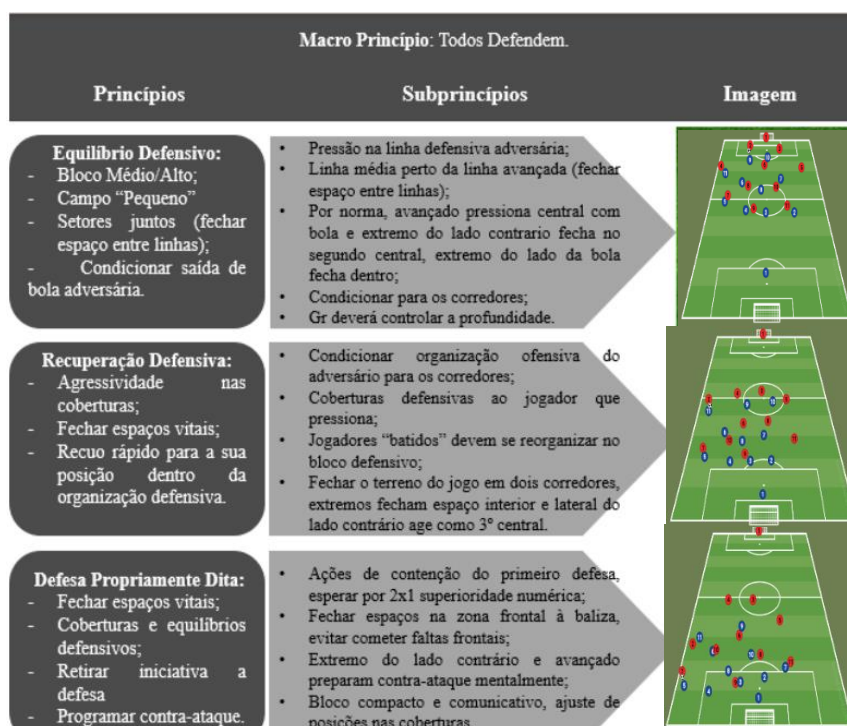 Macro Princípio: Todos Defendem.
Princípios
Subprincípios
Imagem
Equilíbrio Defensivo:
- Bloco Médio/Alto;
- Campo “Pequeno”
- Setores juntos (fechar
espaço entre linhas);
- Condicionar saída de
bola adversária.
• Pressão na linha defensiva adversária;
• Linha média perto da linha avançada (fechar
espaço entre linhas);
• Por norma, avançado pressiona central com
bola e extremo do lado contrario fecha no
segundo central, extremo do lado da bola
fecha dentro;
• Condicionar para os corredores;
• Gr deverá controlar a profundidade.
Recuperação Defensiva:
- Agressividade nas
coberturas;
- Fechar espaços vitais;
- Recuo rápido para a sua
posição dentro da
organização defensiva.
• Condicionar organização ofensiva do
adversário para os corredores;
• Coberturas defensivas ao jogador que
pressiona;
• Jogadores “batidos” devem se reorganizar no
bloco defensivo;
• Fechar o terreno do jogo em dois corredores,
extremos fecham espaço interior e lateral do
lado contrário age como 3º central.
Defesa Propriamente Dita:
- Fechar espaços vitais;
- Coberturas e equilíbrios
defensivos;
- Retirar iniciativa a
defesa
- Programar contra-ataque.
• Ações de contenção do primeiro defesa,
esperar por 2x1 superioridade numérica;
• Fechar espaços na zona frontal à baliza,
evitar cometer faltas frontais;
• Extremo do lado contrário e avançado
preparam contra-ataque mentalmente;
• Bloco compacto e comunicativo, ajuste de
posições nas coberturas